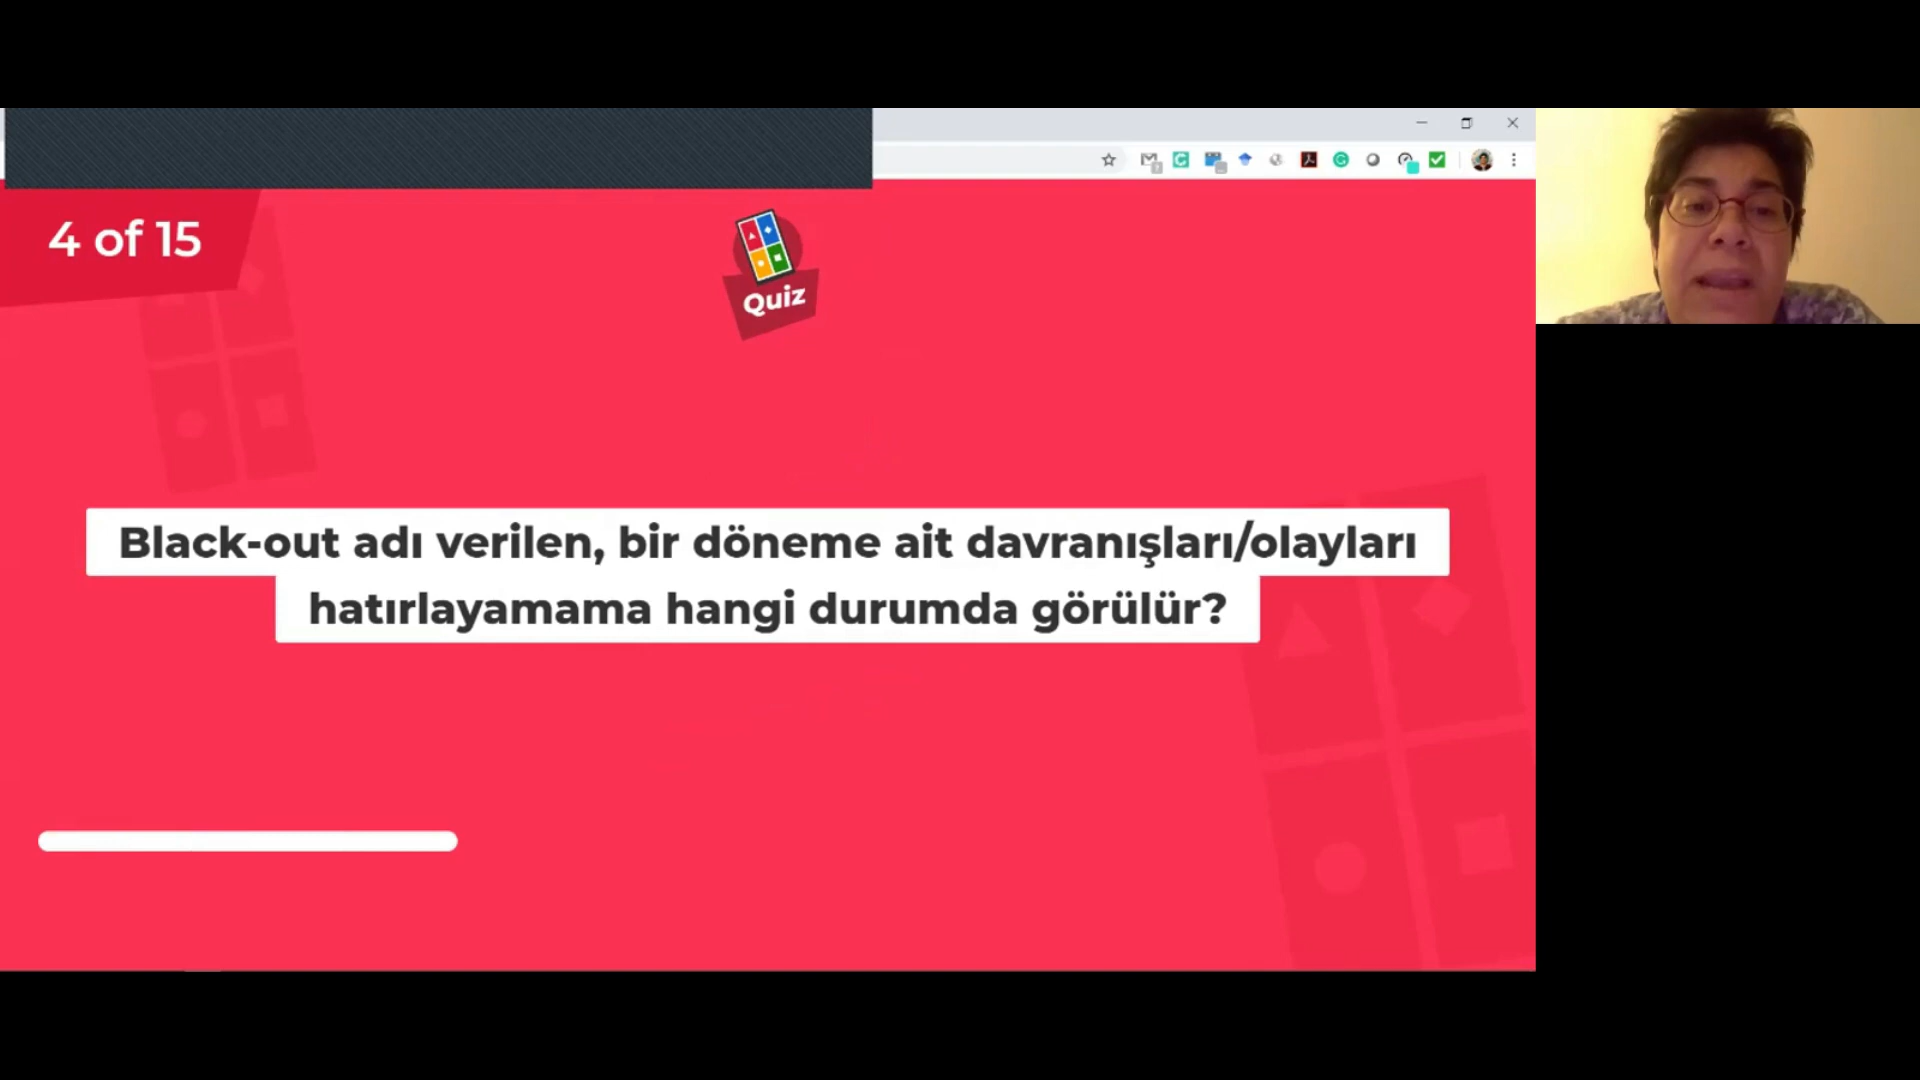 4 of 15
Quiz
Black-out adı verilen, bir döneme ait davranışları/olayları
hatırlayamama hangi durumda görülür?